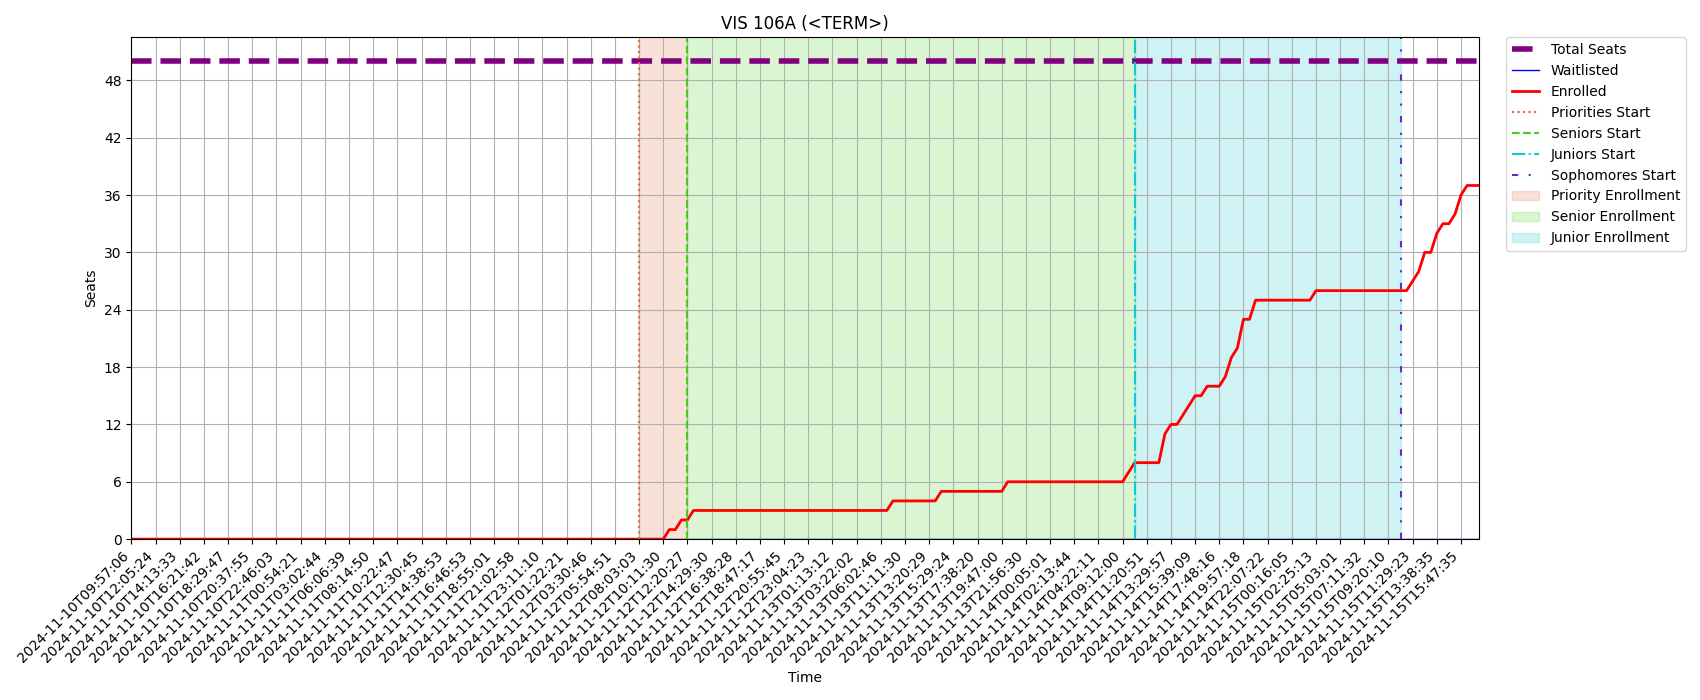 VIS 106A (<TERM>)
Total Seats
Waitlisted
Enrolled
Priorities Start
Seniors Start
Juniors Start
Sophomores Start
Priority Enrollment
Senior Enrollment
Junior Enrollment
Seats
48
42
36
30
24
18
12
6
0
2024-11-10T09:57:06
2024-11-10T12:05:24
2024-11-10T14:13:33
2024-11-10T16:21:42
2024-11-10T18:29:47
2024-11-10T20:37:55
2024-11-10T22:46:03
2024-11-11T00:54:21
2024-11-11T03:02:44
2024-11-11T06:06:39
2024-11-11T08:14:50
2024-11-11T10:22:47
2024-11-11T12:30:45
2024-11-11T14:38:53
2024-11-11T16:46:53
2024-11-11T18:55:01
2024-11-11T21:02:58
2024-11-11T23:11:10
2024-11-12T01:22:21
2024-11-12T03:30:46
2024-11-12T05:54:51
2024-11-12T08:03:03
2024-11-12T10:11:30
2024-11-12T12:20:27
2024-11-12T14:29:30
2024-11-12T16:38:28
2024-11-12T18:47:17
2024-11-12T20:55:45
2024-11-12T23:04:23
2024-11-13T01:13:12
2024-11-13T03:22:02
2024-11-13T06:02:46
2024-11-13T11:11:30
2024-11-13T13:20:29
2024-11-13T15:29:24
2024-11-13T17:38:20
2024-11-13T19:47:00
2024-11-13T21:56:30
2024-11-14T00:05:01
2024-11-14T02:13:44
2024-11-14T04:22:11
2024-11-14T09:12:00
2024-11-14T11:20:51
2024-11-14T13:29:57
2024-11-14T15:39:09
2024-11-14T17:48:16
2024-11-14T19:57:18
2024-11-14T22:07:22
2024-11-15T00:16:05
2024-11-15T02:25:13
2024-11-15T05:03:01
2024-11-15T07:11:32
2024-11-15T09:20:10
2024-11-15T11:29:23
2024-11-15T13:38:35
2024-11-15T15:47:35
Time